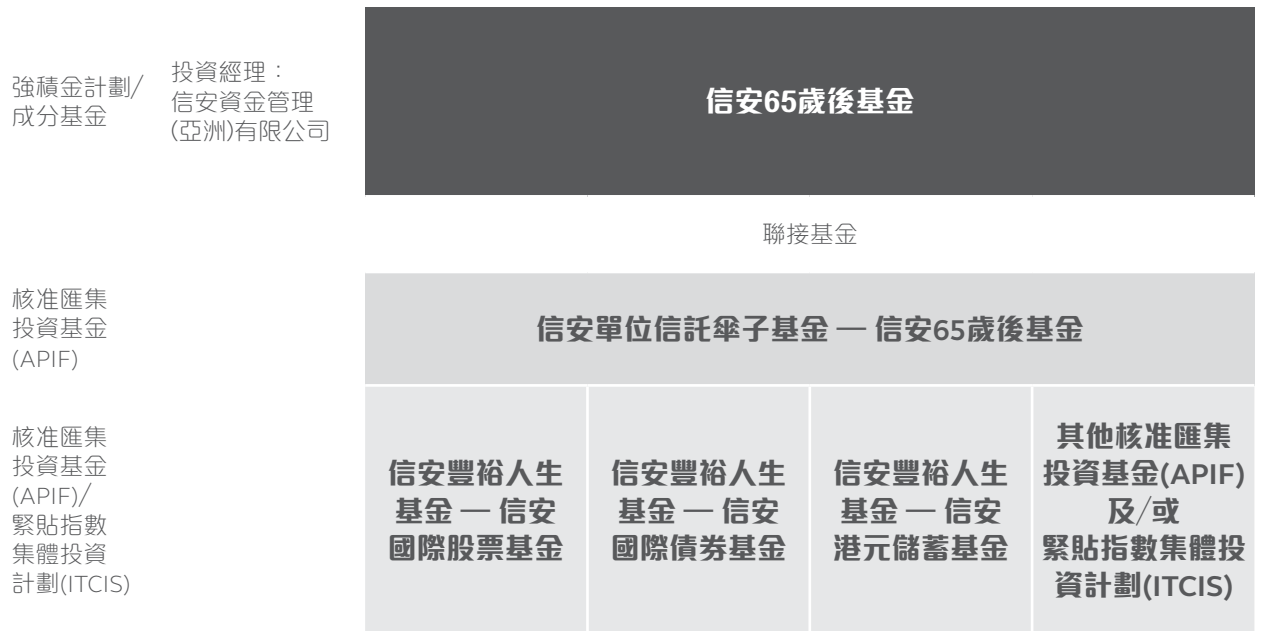 強積金計劃/
成分基金
投資經理：
信安資金管理
(亞洲)有限公司
信安65歲後基金
聯接基金
核准匯集
投資基金
(APIF)
信安單位信託傘子基金 — 信安65歲後基金
核准匯集
投資基金
(APIF)/
緊貼指數
集體投資
計劃(ITCIS)
信安豐裕人生
基金 — 信安
國際股票基金
信安豐裕人生
基金 — 信安
國際債券基金
信安豐裕人生
基金 — 信安
港元儲蓄基金
其他核准匯集
投資基金(APIF)
及/或
緊貼指數集體投
資計劃(ITCIS)